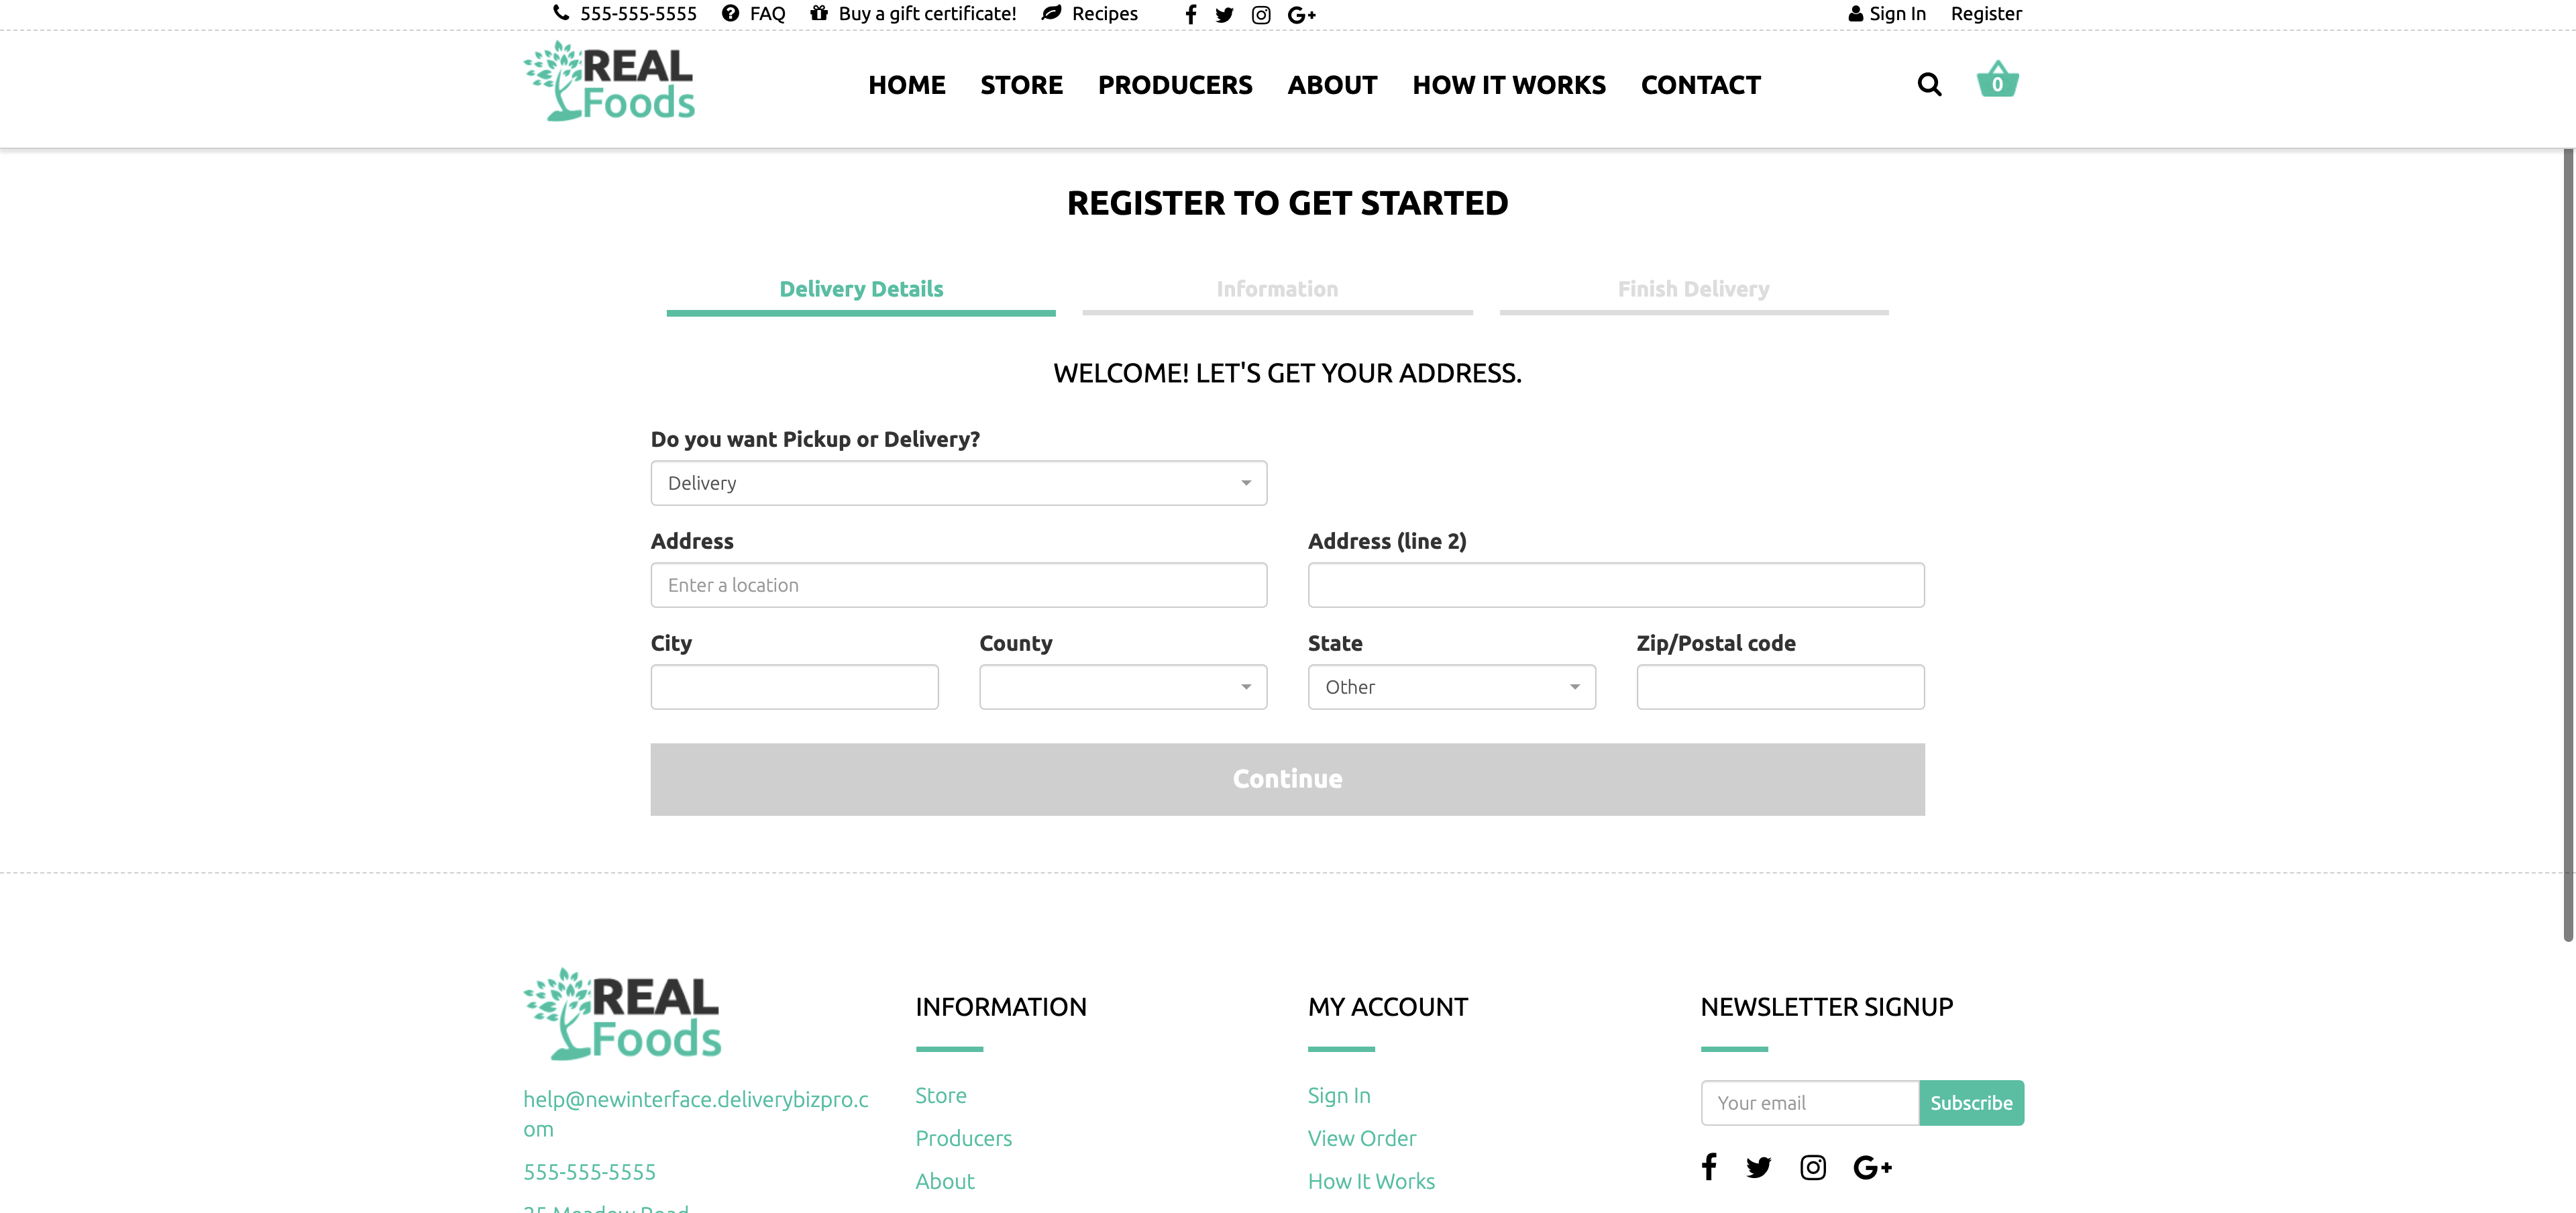 555-555-5555 FAQ Buy a gift certificate! Recipes Sign In Register
REAL
Foods
HOME STORE PRODUCERS ABOUT HOW IT WORKS CONTACT
0
REGISTER TO GET STARTED
Delivery Details Information Finish Delivery
WELCOME! LET'S GET YOUR ADDRESS.
Do you want Pickup or Delivery?
Delivery
Address Address (line 2)
Enter a location
City County State Zip/Postal code
Other
Continue
REAL
Foods
help@newinterface.deliverybizpro.c
om
555-555-5555
25 Meadow Road
INFORMATION
Store
Producers
About
MY ACCOUNT
Sign In
View Order
How It Works
NEWSLETTER SIGNUP
Your email Subscribe